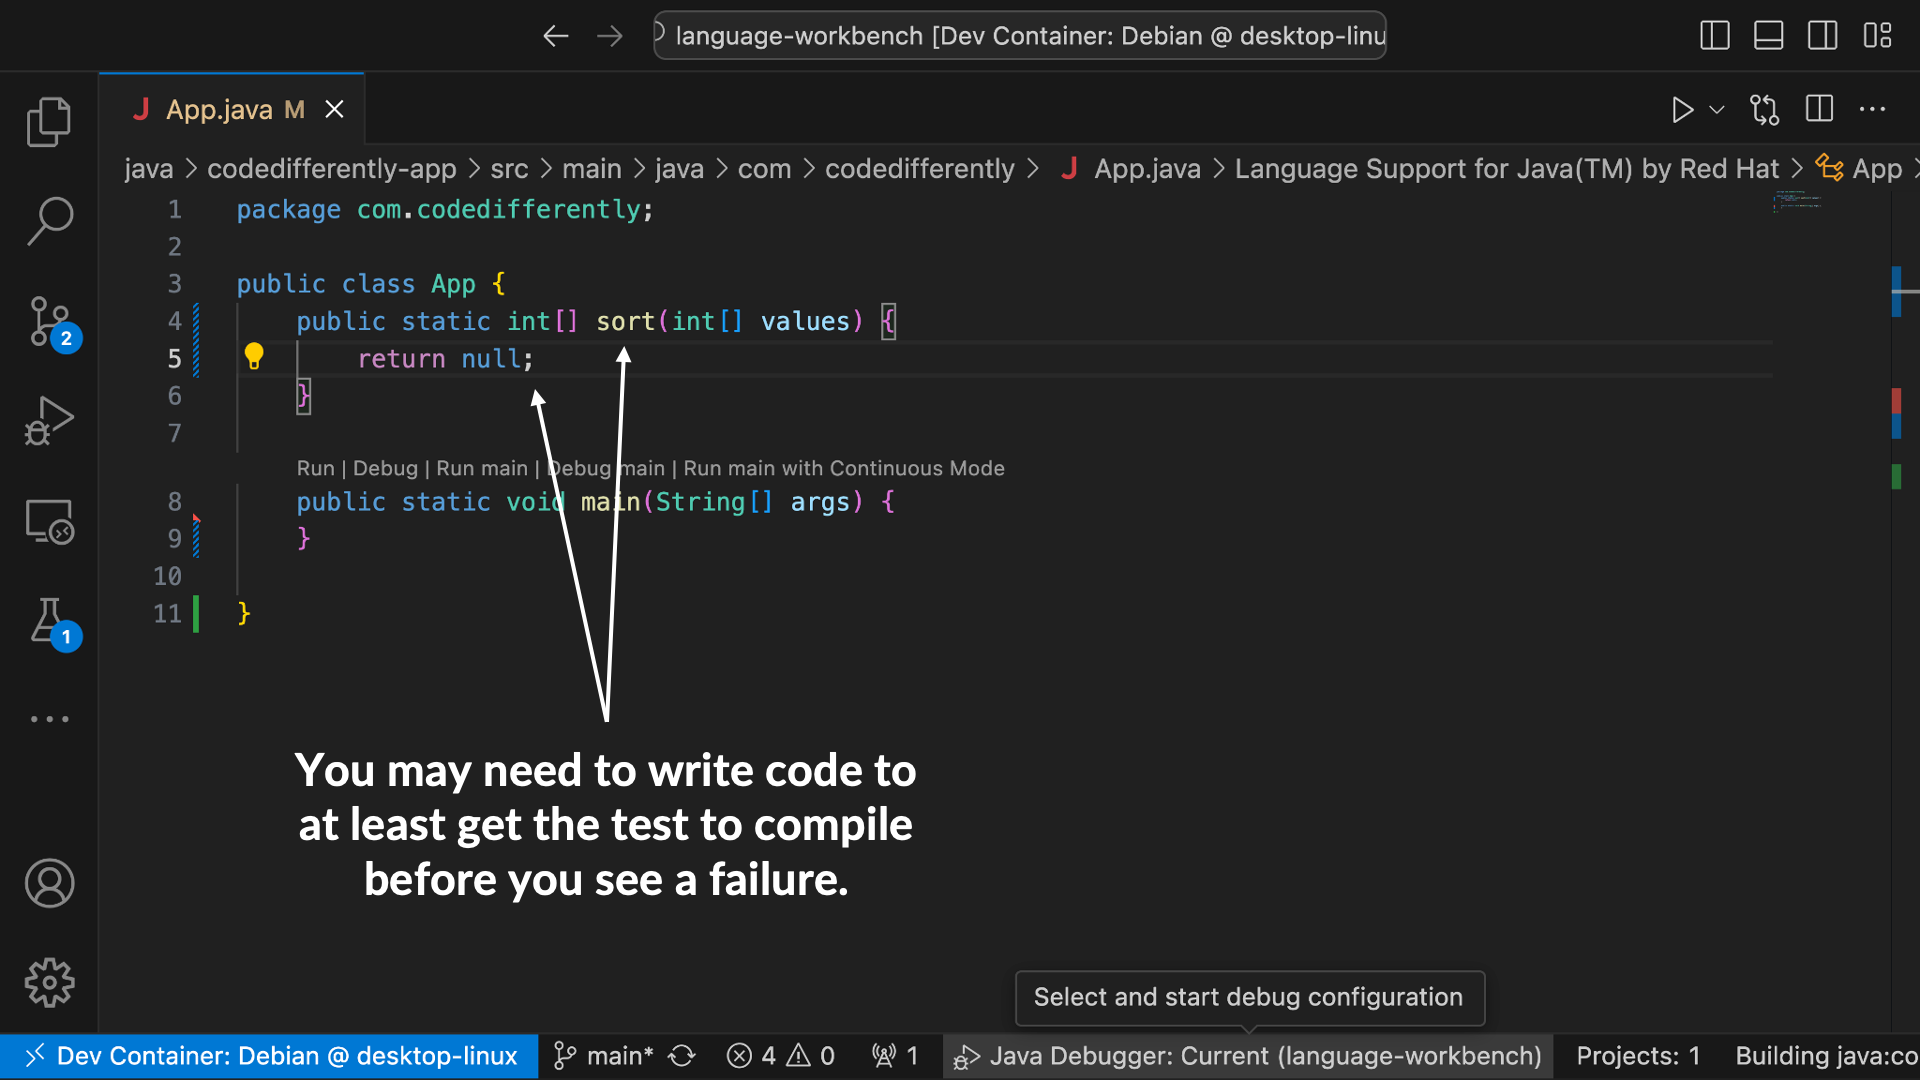 language-workbench [Dev Container: Debian @ desktop-linu
J App.java M
java > codedifferently-app > src > main > java > com > codedifferently > J App.java > Language Support for Java(TM) by Red Hat > App >
1 package com.codedifferently;
2
3 public class App {
4 public static int[] sort(int[] values) {
5 return null;
6 }
7
Run | Debug | Run main | Debug main | Run main with Continuous Mode
8 public static void main(String[] args) {
9 }
10
11 }
2
1
You may need to write code to
at least get the test to compile
before you see a failure.
Select and start debug configuration
Dev Container: Debian @ desktop-linux main* 4 0 1 Java Debugger: Current (language-workbench) Projects: 1 Building java:co